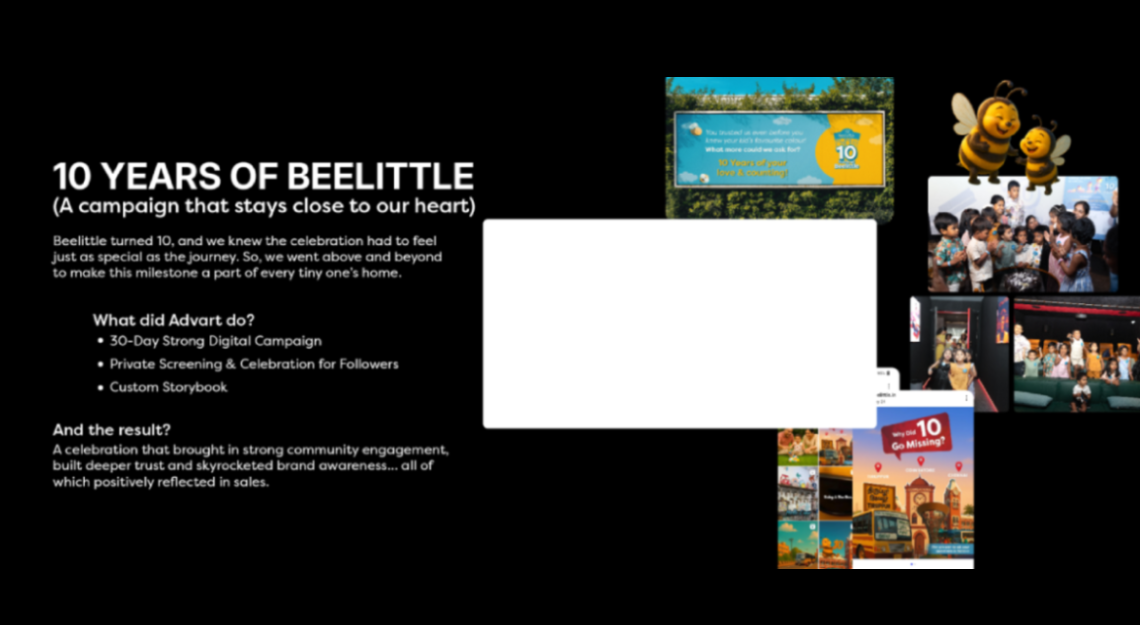 10 YEARS OF BEELITTLE
(A campaign that stays close to our heart)
Beelittle turned 10, and we knew the celebration had to feel
just as special as the journey. So, we went above and beyond
to make this milestone a part of every tiny one's home.
What did Advart do?
• 30-Day Strong Digital Campaign
• Private Screening & Celebration for Followers
• Custom Storybook
And the result?
A celebration that brought in strong community engagement,
built deeper trust and skyrocketed brand awareness... all of
which positively reflected in sales.
You trusted us even before you
knew your kid's favourite colour
What more could we ask for?
10 Years of your
love & counting!
10
Why Did 10
Go Missing?